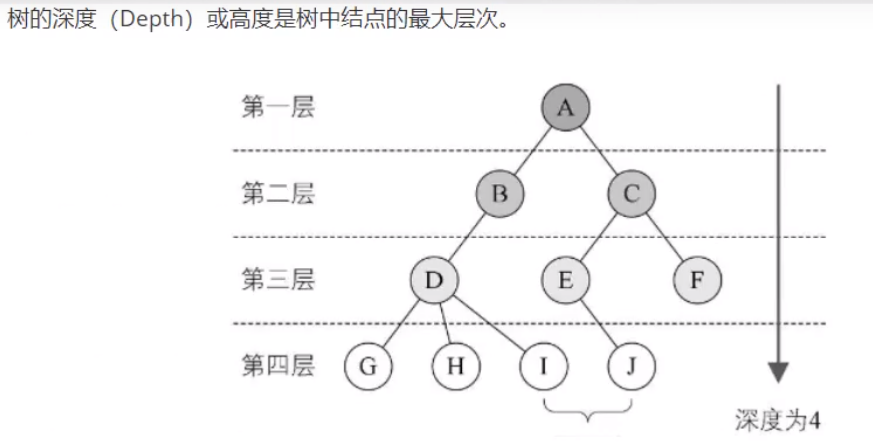 树的深度（Depth）或高度是树中结点的最大层次。
第一层 A
第二层 B C
第三层 D E F
第四层 G H I J
深度为4